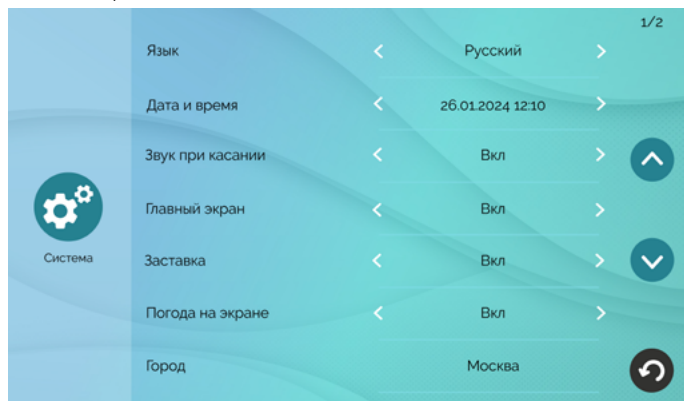 1/2
Язык Русский
Дата и время 26.01.2024 12:10
Звук при касании Вкл
Главный экран Вкл
Система
Заставка Вкл
Погода на экране Вкл
Город Москва